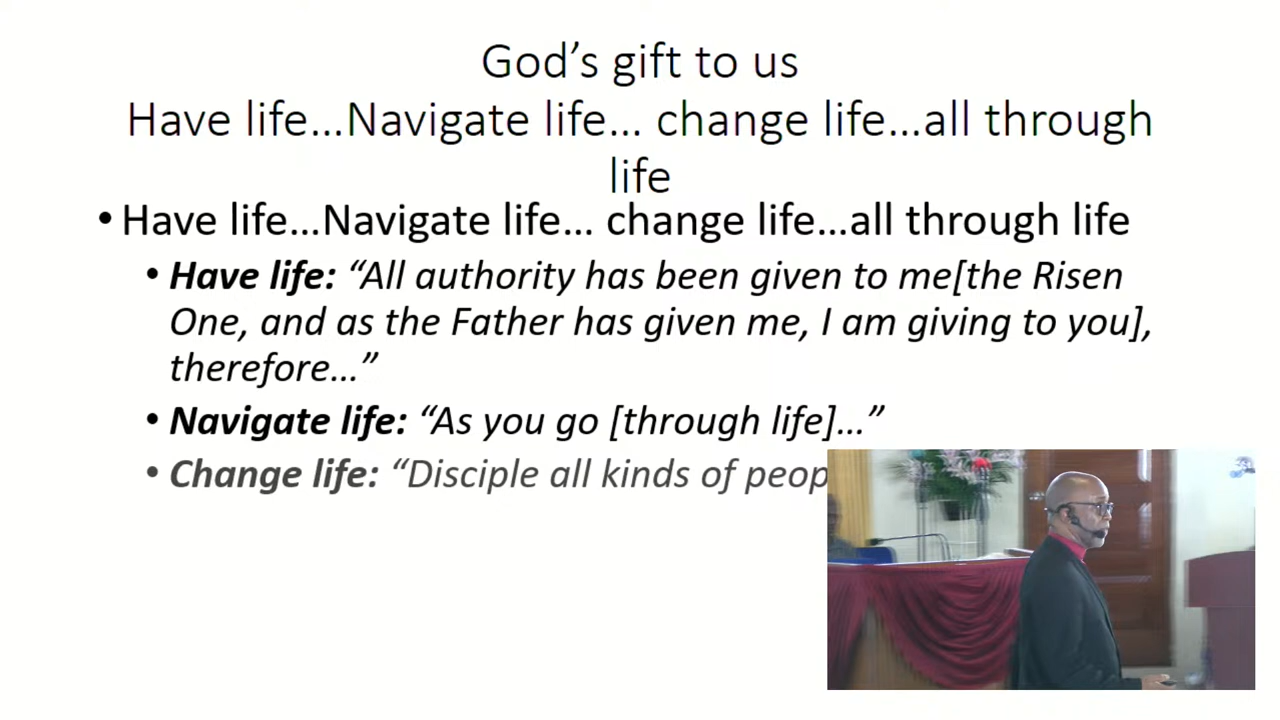 God’s gift to us
Have life…Navigate life… change life…all through
life
• Have life…Navigate life… change life…all through life
• Have life: “All authority has been given to me[the Risen
One, and as the Father has given me, I am giving to you],
therefore…”
• Navigate life: “As you go [through life]…”
• Change life: “Disciple all kinds of